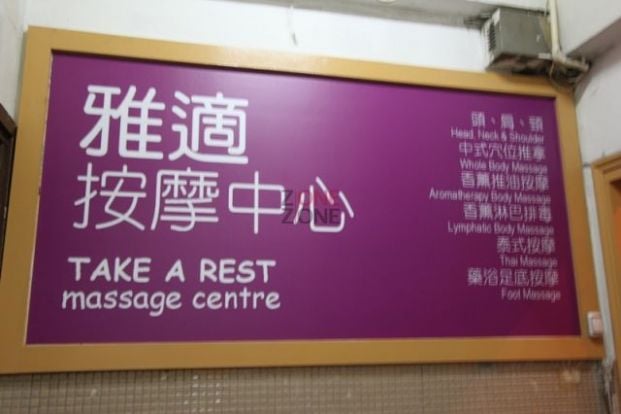 雅適
按摩中心
TAKE A REST
massage centre
頭、肩、頸
Head, Neck & Shoulder
中式穴位推拿
Whole Body Massage
香薰推油按摩
Aromatherapy Body Massage
香薰淋巴排毒
Lymphatic Body Massage
泰式按摩
Thai Massage
藥浴足底按摩
Foot Massage
ZONE